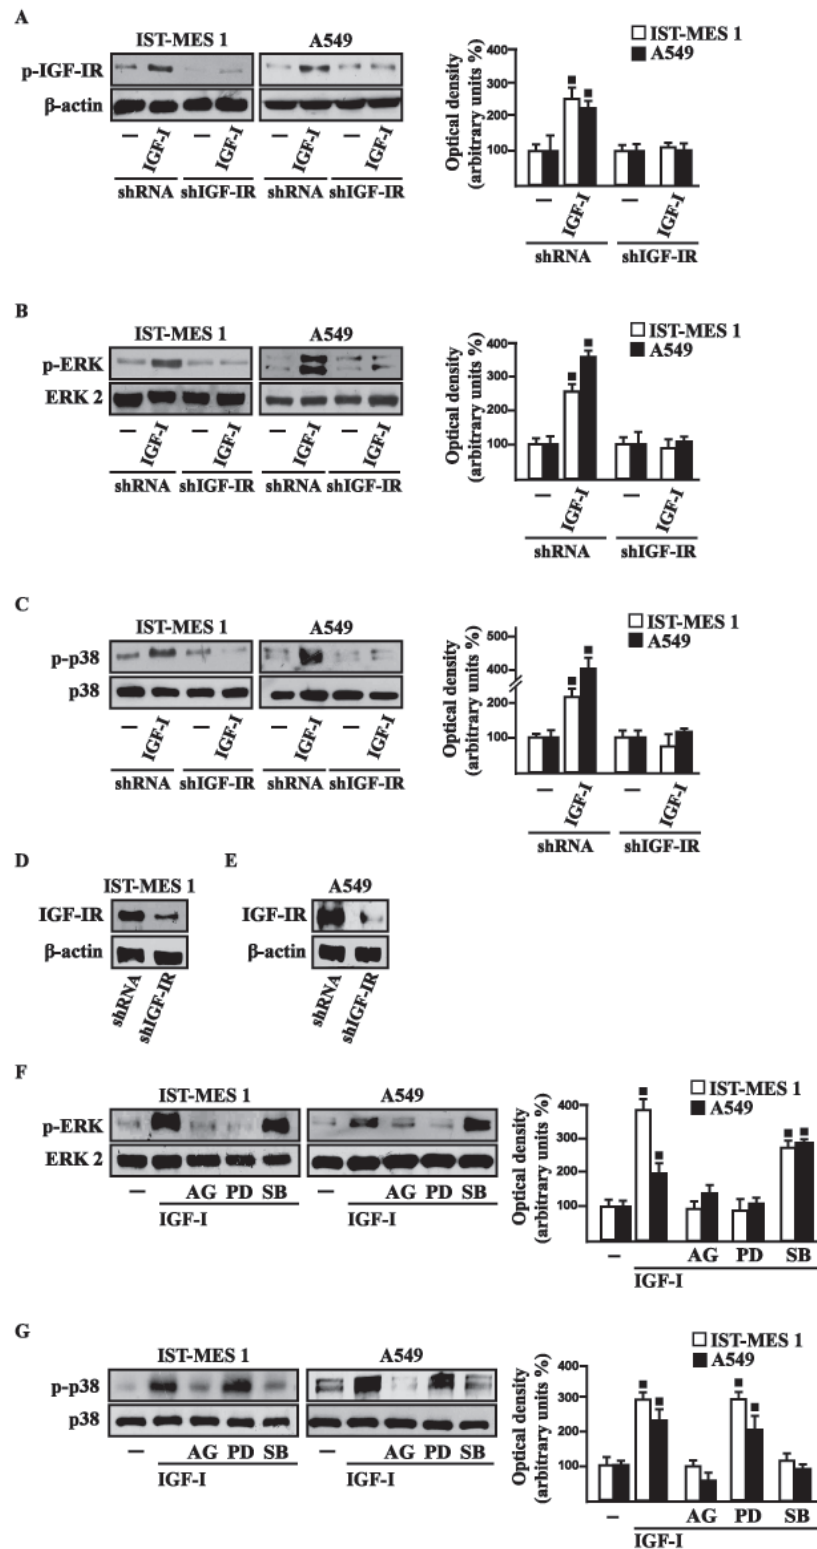 A
IST-MES 1 A549
p-IGF-IR
β-actin
— IGF-I — IGF-I — IGF-I — IGF-I
shRNA shIGF-IR shRNA shIGF-IR
Optical density
(arbitrary units %)
400
300
200
100
IST-MES 1
A549
— IGF-I — IGF-I
shRNA shIGF-IR
B
IST-MES 1 A549
p-ERK
ERK 2
— IGF-I — IGF-I — IGF-I — IGF-I
shRNA shIGF-IR shRNA shIGF-IR
Optical density
(arbitrary units %)
400
300
200
100
IST-MES 1
A549
— IGF-I — IGF-I
shRNA shIGF-IR
C
IST-MES 1 A549
p-p38
p38
— IGF-I — IGF-I — IGF-I — IGF-I
shRNA shIGF-IR shRNA shIGF-IR
Optical density
(arbitrary units %)
500
400
200
100
IST-MES 1
A549
— IGF-I — IGF-I
shRNA shIGF-IR
D
IST-MES 1
IGF-IR
β-actin
shRNA shIGF-IR
E
A549
IGF-IR
β-actin
shRNA shIGF-IR
F
IST-MES 1 A549
p-ERK
ERK 2
— AG PD SB — AG PD SB
IGF-I IGF-I
Optical density
(arbitrary units %)
400
300
200
100
IST-MES 1
A549
— AG PD SB
IGF-I
G
IST-MES 1 A549
p-p38
p38
— AG PD SB — AG PD SB
IGF-I IGF-I
Optical density
(arbitrary units %)
400
300
200
100
IST-MES 1
A549
— AG PD SB
IGF-I